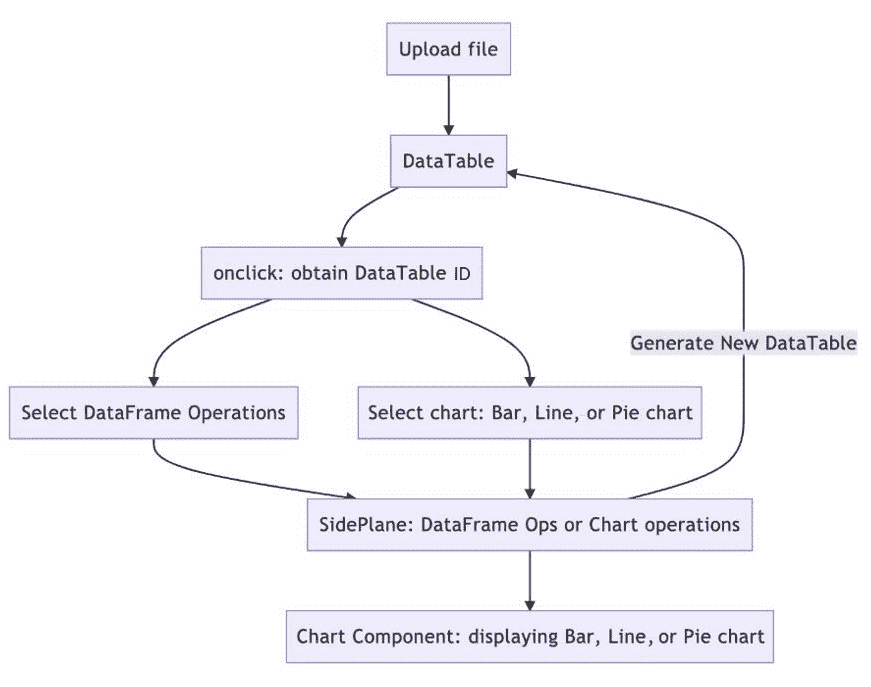 Upload file
DataTable
onclick: obtain DataTable ID
Generate New DataTable
Select DataFrame Operations
Select chart: Bar, Line, or Pie chart
SidePlane: DataFrame Ops or Chart operations
Chart Component: displaying Bar, Line, or Pie chart